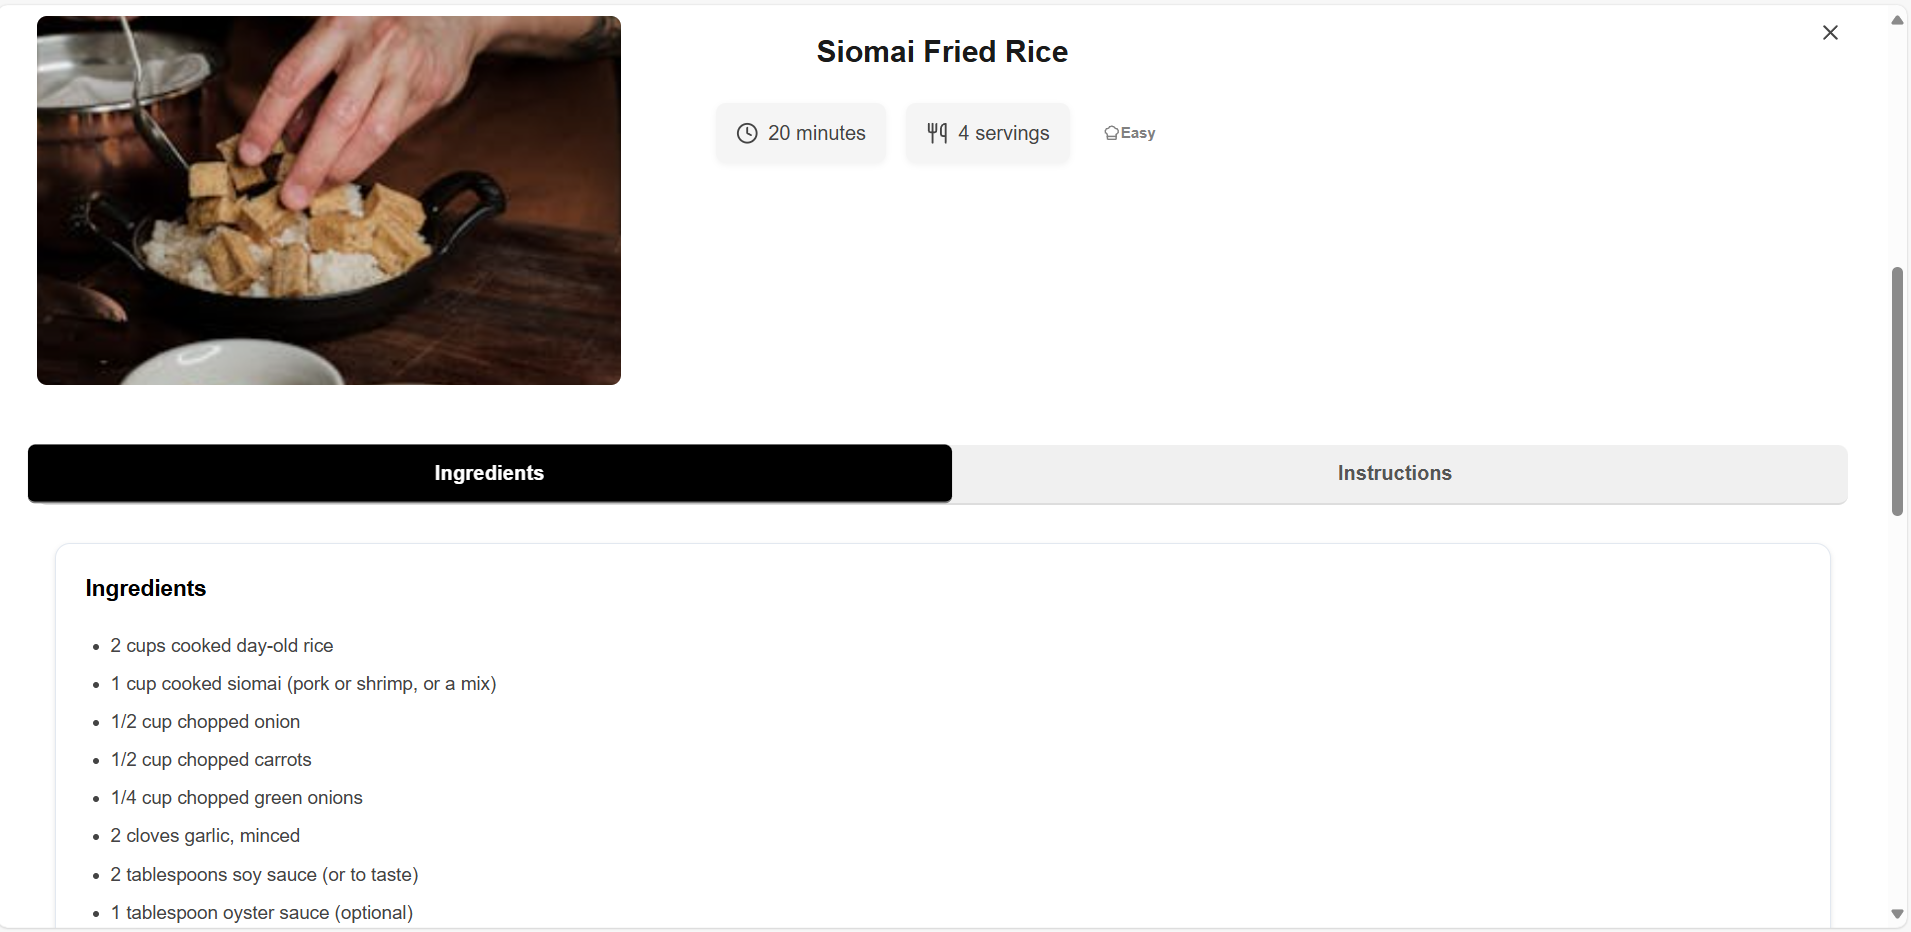 Siomai Fried Rice
20 minutes
4 servings
Easy
Ingredients
Instructions
Ingredients
2 cups cooked day-old rice
1 cup cooked siomai (pork or shrimp, or a mix)
1/2 cup chopped onion
1/2 cup chopped carrots
1/4 cup chopped green onions
2 cloves garlic, minced
2 tablespoons soy sauce (or to taste)
1 tablespoon oyster sauce (optional)